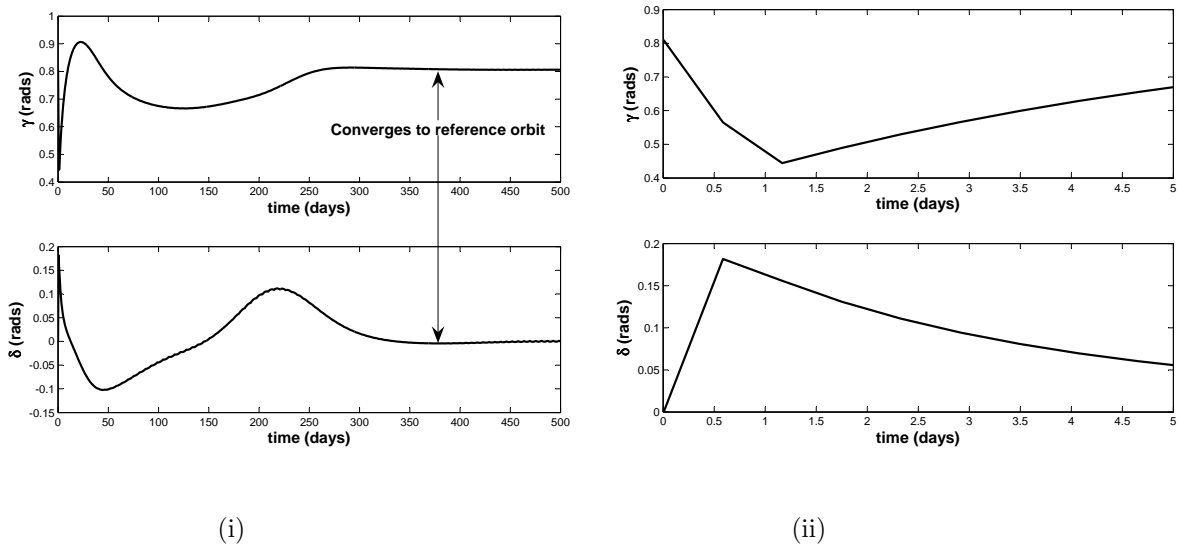 1
0.9
0.8
0.7
0.6
0.5
0.4
γ (rads)
0 50 100 150 200 250 300 350 400 450 500
time (days)
Converges to reference orbit
0.2
0.15
0.1
0.05
0
-0.05
-0.1
-0.15
δ (rads)
0 50 100 150 200 250 300 350 400 450 500
time (days)
(i)
0.9
0.8
0.7
0.6
0.5
0.4
γ (rads)
0 0.5 1 1.5 2 2.5 3 3.5 4 4.5 5
time (days)
0.2
0.15
0.1
0.05
0
δ (rads)
0 0.5 1 1.5 2 2.5 3 3.5 4 4.5 5
time (days)
(ii)